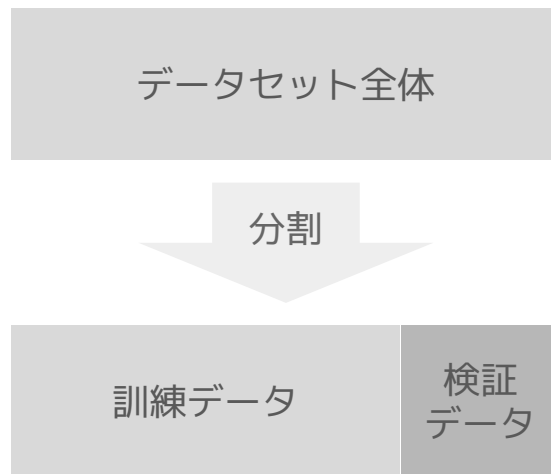 データセット全体
分割
訓練データ
検証
データ